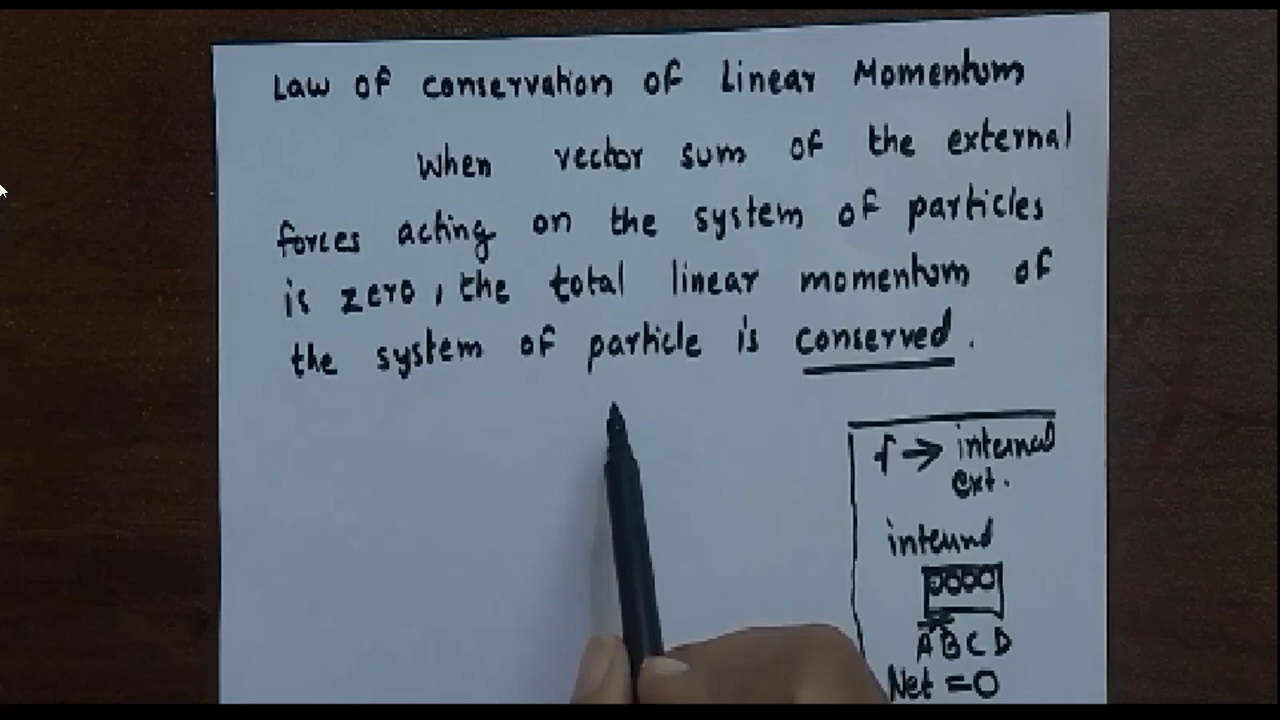 Law of conservation of Linear Momentum
When vector sum of the external
forces acting on the system of particles
is zero, the total linear momentum of
the system of particle is conserved.
f → internal
ext.
internal
A B C D
Net = 0